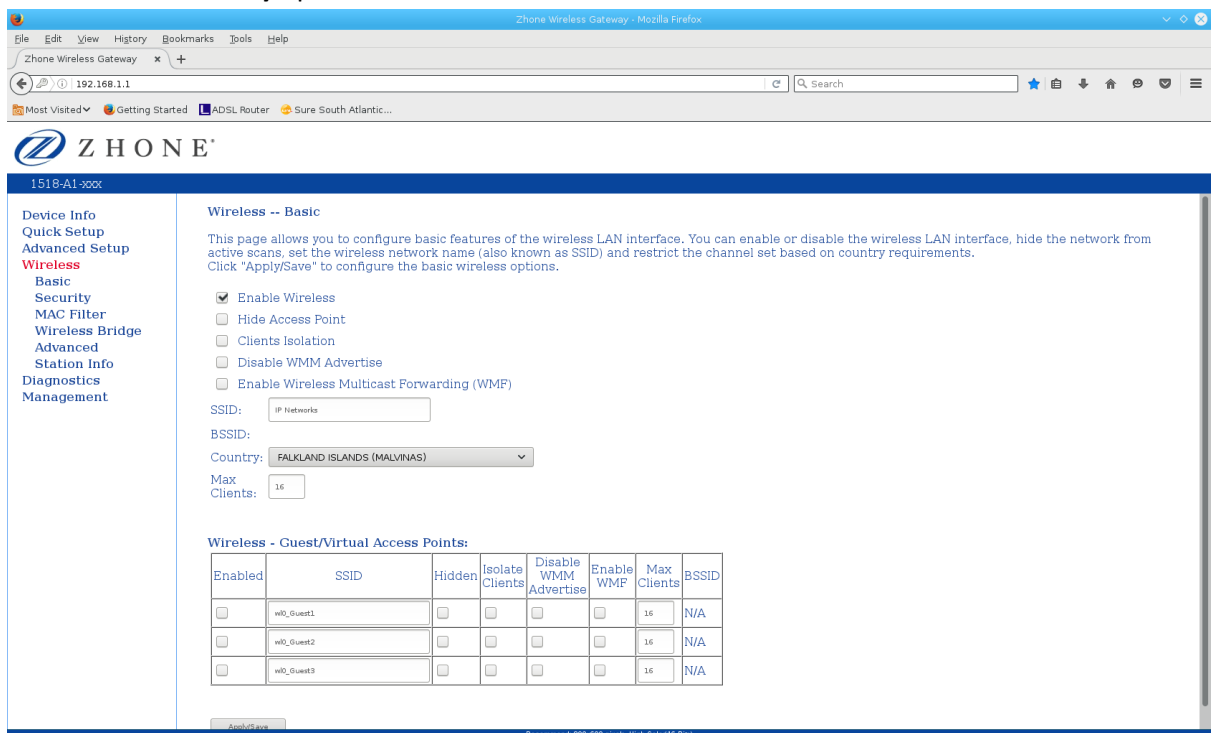 Zhone Wireless Gateway - Mozilla Firefox
File Edit View History Bookmarks Tools Help
Zhone Wireless Gateway
192.168.1.1
Search
Most Visited Getting Started ADSL Router Sure South Atlantic...
ZHONE
1518-A1-xxx
Device Info
Quick Setup
Advanced Setup
Wireless
Basic
Security
MAC Filter
Wireless Bridge
Advanced
Station Info
Diagnostics
Management
Wireless -- Basic
This page allows you to configure basic features of the wireless LAN interface. You can enable or disable the wireless LAN interface, hide the network from
active scans, set the wireless network name (also known as SSID) and restrict the channel set based on country requirements.
Click "Apply/Save" to configure the basic wireless options.
Enable Wireless
Hide Access Point
Clients Isolation
Disable WMM Advertise
Enable Wireless Multicast Forwarding (WMF)
SSID: IP Networks
BSSID:
Country: FALKLAND ISLANDS (MALVINAS)
Max
Clients: 16
Wireless - Guest/Virtual Access Points:
Enabled SSID Hidden Isolate Clients Disable WMM Advertise Enable WMF Max Clients BSSID
wl0_Guest1 16 N/A
wl0_Guest2 16 N/A
wl0_Guest3 16 N/A
Apply/Save